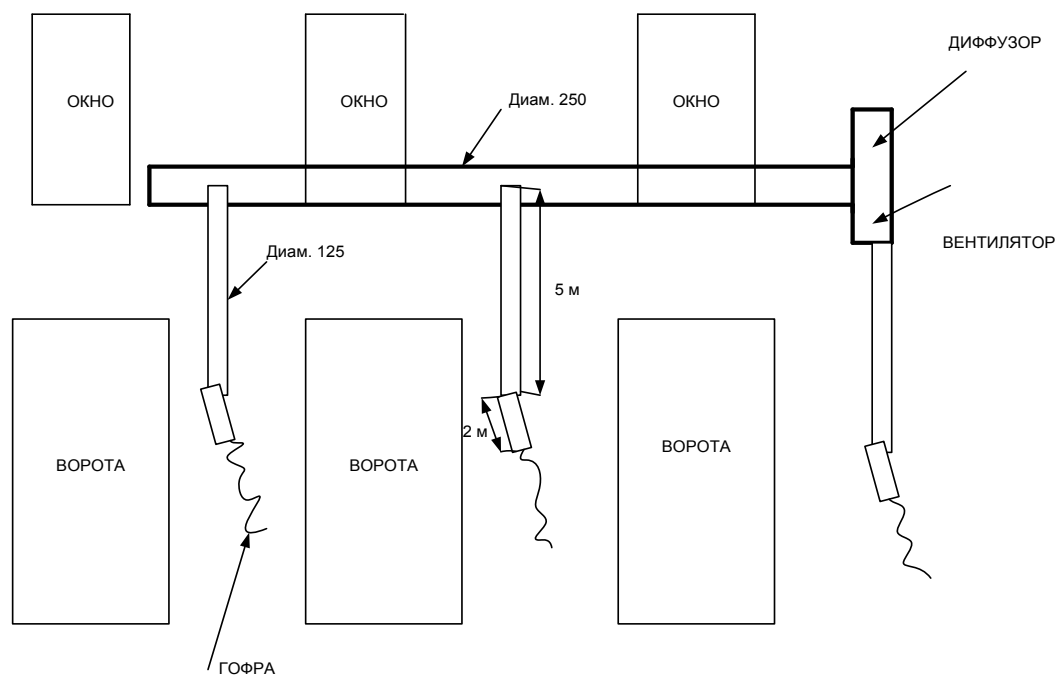 ДИФФУЗОР
ОКНО
ОКНО
ОКНО
Диам. 250
ВЕНТИЛЯТОР
Диам. 125
5 м
2 м
ВОРОТА
ВОРОТА
ВОРОТА
ГОФРА